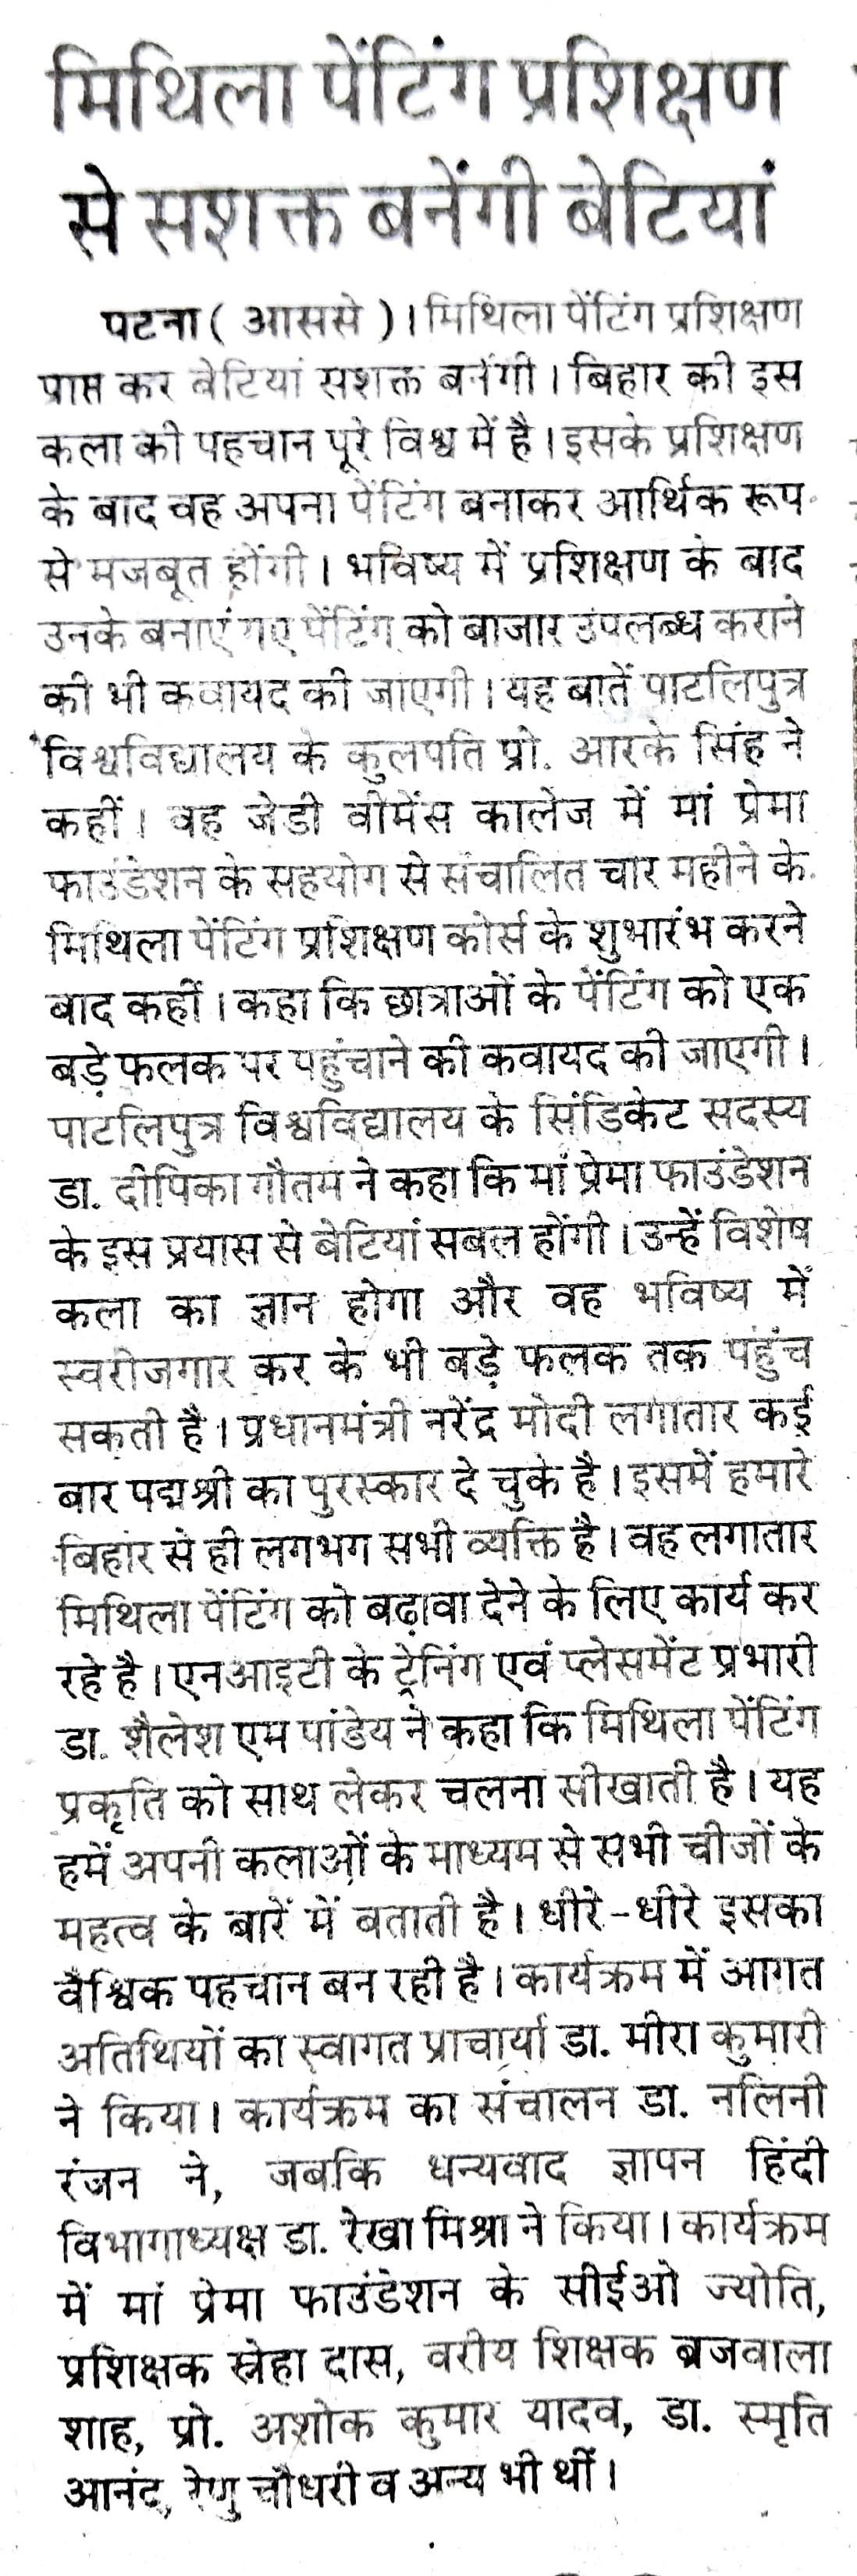 मिथिला पेंटिंग प्रशिक्षण
से सशक्त बनेंगी बेटियां
पटना ( आससे )। मिथिला पेंटिंग प्रशिक्षण
प्राप्त कर बेटियां सशक्त बनेंगी। बिहार की इस
कला की पहचान पूरे विश्व में है। इसके प्रशिक्षण
के बाद वह अपना पेंटिंग बनाकर आर्थिक रूप
से मजबूत होंगी। भविष्य में प्रशिक्षण के बाद
उनके बनाएं गए पेंटिंग को बाजार उपलब्ध कराने
की भी कवायद की जाएगी। यह बातें पाटलिपुत्र
विश्वविद्यालय के कुलपति प्रो. आरके सिंह ने
कहीं। वह जेडी वीमेंस कालेज में मां प्रेमा
फाउंडेशन के सहयोग से संचालित चार महीने के
मिथिला पेंटिंग प्रशिक्षण कोर्स के शुभारंभ करने
बाद कहीं। कहा कि छात्राओं के पेंटिंग को एक
बड़े फलक पर पहुंचाने की कवायद की जाएगी।
पाटलिपुत्र विश्वविद्यालय के सिंडिकेट सदस्य
डा. दीपिका गौतम ने कहा कि मां प्रेमा फाउंडेशन
के इस प्रयास से बेटियां सबल होंगी। उन्हें विशेष
कला का ज्ञान होगा और वह भविष्य में
स्वरोजगार कर के भी बड़े फलक तक पहुंच
सकती है। प्रधानमंत्री नरेंद्र मोदी लगातार कई
बार पद्मश्री का पुरस्कार दे चुके है। इसमें हमारे
बिहार से ही लगभग सभी व्यक्ति है। वह लगातार
मिथिला पेंटिंग को बढ़ावा देने के लिए कार्य कर
रहे है। एनआइटी के ट्रेनिंग एवं प्लेसमेंट प्रभारी
डा. शैलेश एम पांडेय ने कहा कि मिथिला पेंटिंग
प्रकृति को साथ लेकर चलना सीखाती है। यह
हमें अपनी कलाओं के माध्यम से सभी चीजों के
महत्व के बारें में बताती है। धीरे-धीरे इसका
वैश्विक पहचान बन रही है। कार्यक्रम में आगत
अतिथियों का स्वागत प्राचार्या डा. मीरा कुमारी
ने किया। कार्यक्रम का संचालन डा. नलिनी
रंजन ने, जबकि धन्यवाद ज्ञापन हिंदी
विभागाध्यक्ष डा. रेखा मिश्रा ने किया। कार्यक्रम
में मां प्रेमा फाउंडेशन के सीईओ ज्योति,
प्रशिक्षक स्नेहा दास, वरीय शिक्षक ब्रजवाला
शाह, प्रो. अशोक कुमार यादव, डा. स्मृति
आनंद, रेणु चौधरी व अन्य भी थीं।